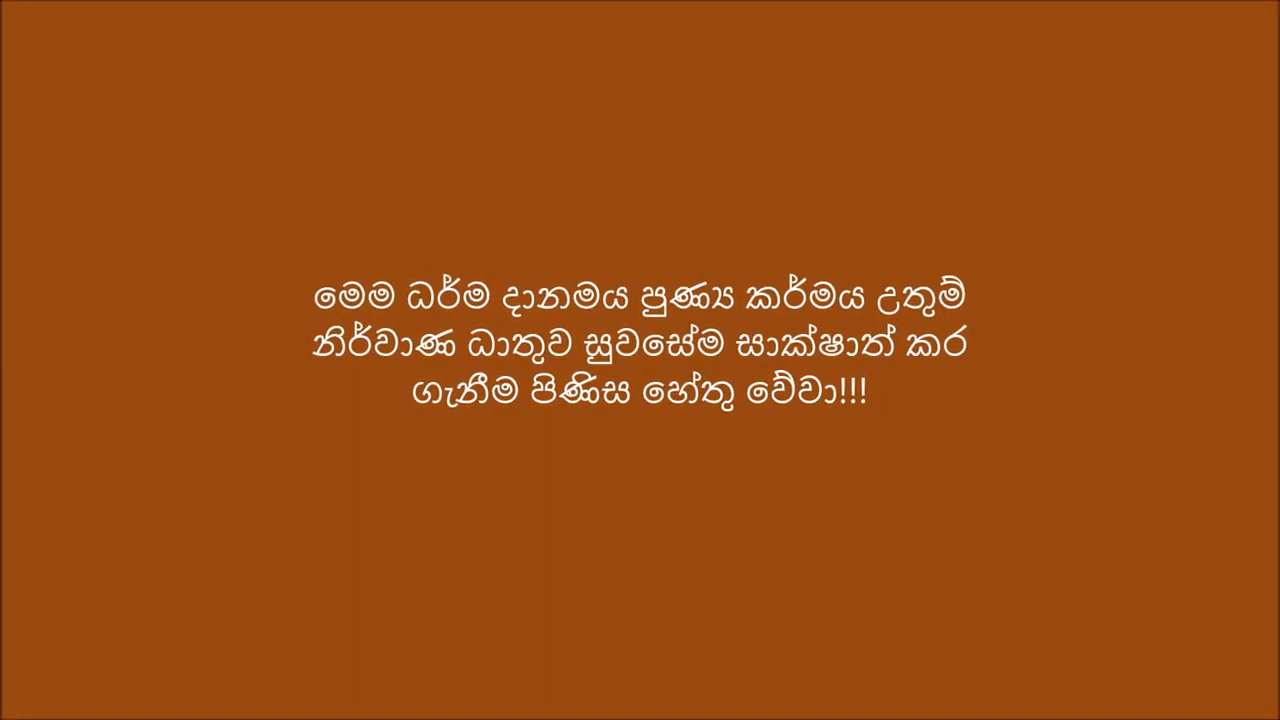 මෙම ධර්ම දානමය පුණ්‍ය කර්මය උතුම්
නිර්වාණ ධාතුව සුවසේම සාක්ෂාත් කර
ගැනීම පිණිස හේතු වේවා!!!